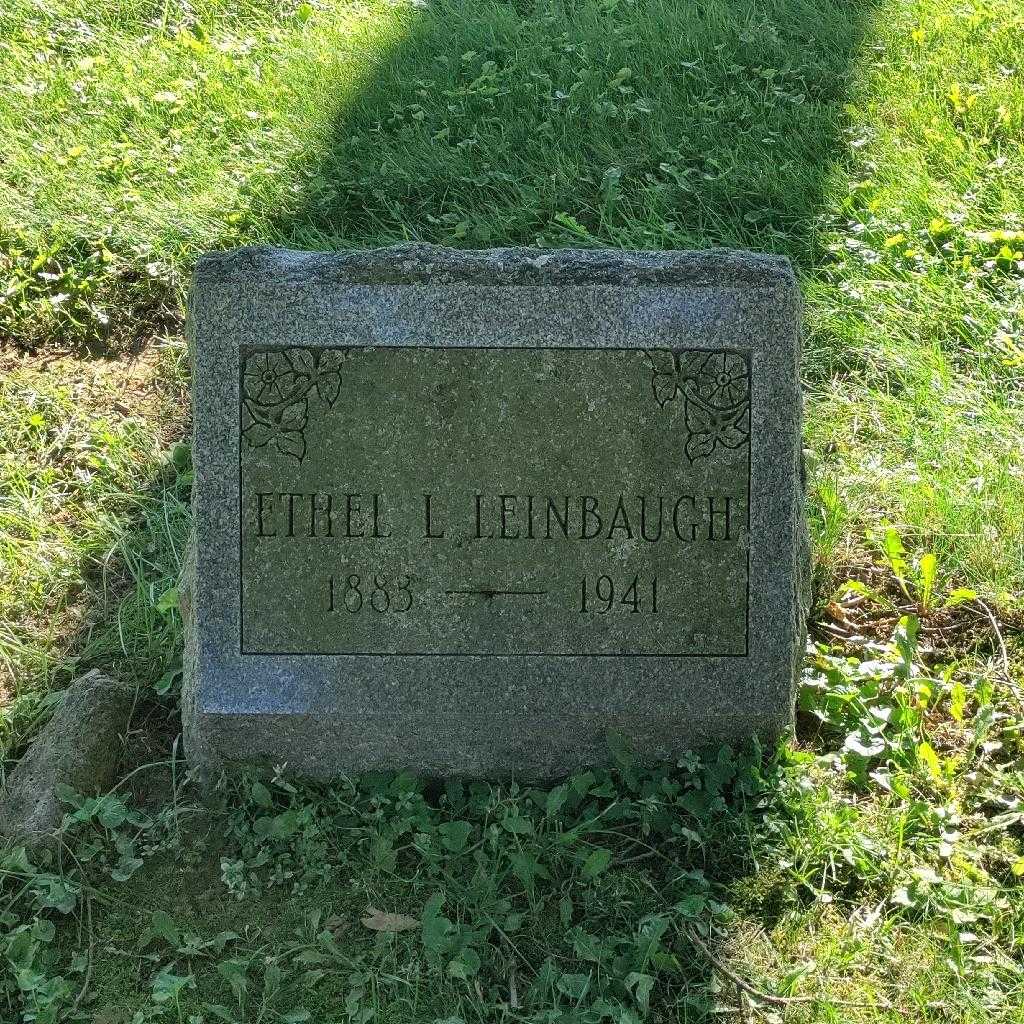 ETHEL L. LEINBAUGH
1883 — 1941